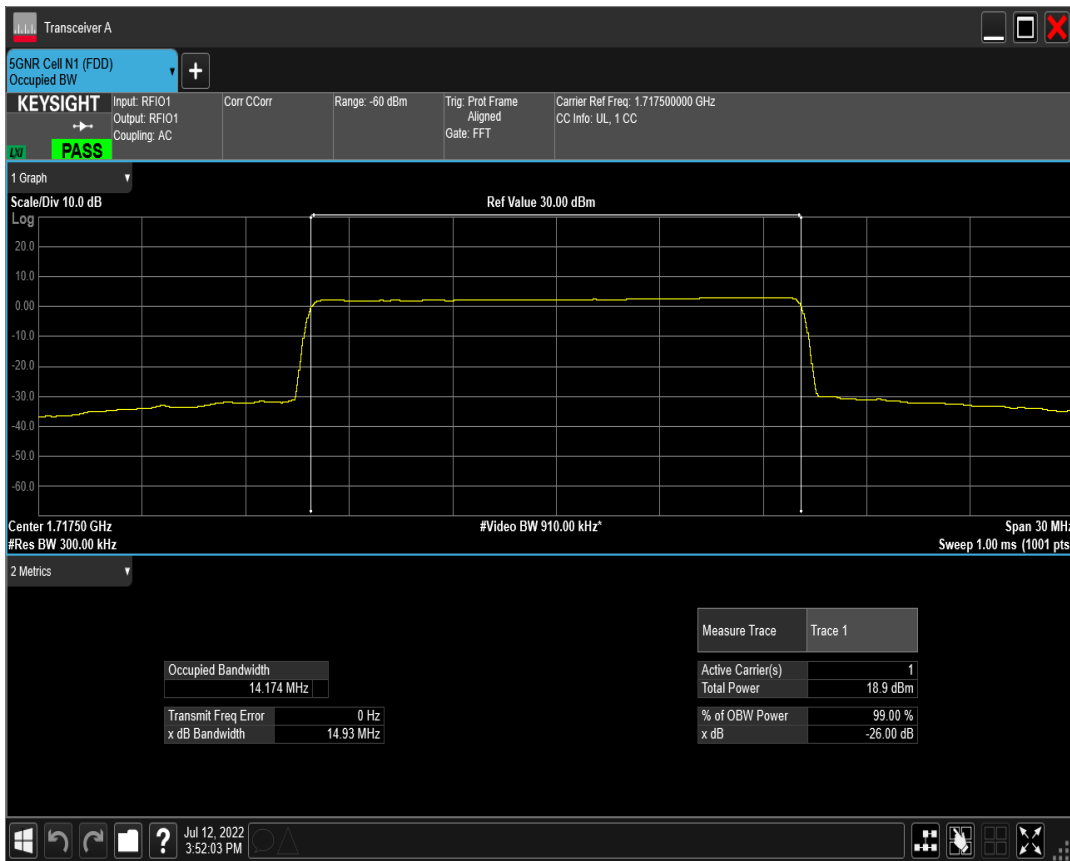 Transceiver A
5GNR Cell N1 (FDD)
Occupied BW
+
KEYSIGHT
LXI
PASS
Input: RFIO1
Output: RFIO1
Coupling: AC
Corr CCorr
Range: -60 dBm
Trig: Prot Frame
Aligned
Gate: FFT
Carrier Ref Freq: 1.717500000 GHz
CC Info: UL, 1 CC
1 Graph
Scale/Div 10.0 dB
Ref Value 30.00 dBm
Log
20.0
10.0
0.00
-10.0
-20.0
-30.0
-40.0
-50.0
-60.0
Center 1.71750 GHz
#Video BW 910.00 kHz*
Span 30 MHz
#Res BW 300.00 kHz
Sweep 1.00 ms (1001 pts
2 Metrics
Measure Trace Trace 1
Occupied Bandwidth
14.174 MHz
Active Carrier(s) 1
Total Power 18.9 dBm
Transmit Freq Error 0 Hz
x dB Bandwidth 14.93 MHz
% of OBW Power 99.00 %
x dB -26.00 dB
?
Jul 12, 2022
3:52:03 PM